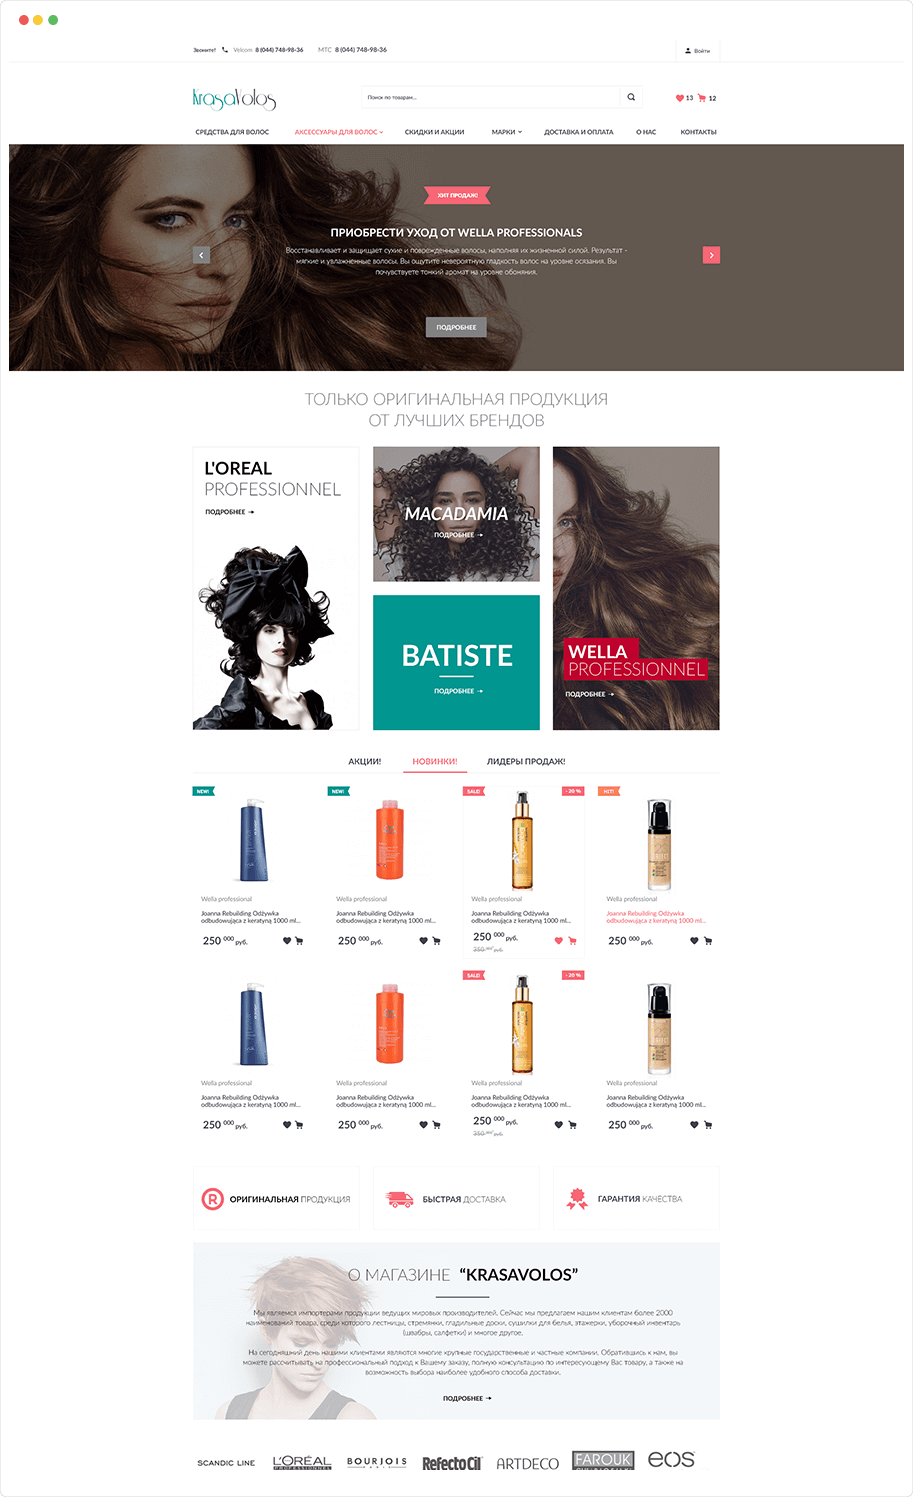 Звоните! Velcom 8 (044) 748-98-36 МТС 8 (044) 748-98-36 Войти
KrasaVolos Поиск по товарам... 13 12
СРЕДСТВА ДЛЯ ВОЛОС АКСЕССУАРЫ ДЛЯ ВОЛОС СКИДКИ И АКЦИИ МАРКИ ДОСТАВКА И ОПЛАТА О НАС КОНТАКТЫ
ХИТ ПРОДАЖ!
ПРИОБРЕСТИ УХОД ОТ WELLA PROFESSIONALS
Восстанавливает и защищает сухие и поврежденные волосы, наполняя их жизненной силой. Результат -
мягкие и увлажненные волосы. Вы ощутите невероятную гладкость волос на уровне осязания. Вы
почувствуете тонкий аромат на уровне обоняния.
ПОДРОБНЕЕ
ТОЛЬКО ОРИГИНАЛЬНАЯ ПРОДУКЦИЯ
ОТ ЛУЧШИХ БРЕНДОВ
L'OREAL
PROFESSIONNEL
ПОДРОБНЕЕ →
MACADAMIA
ПОДРОБНЕЕ →
BATISTE
ПОДРОБНЕЕ →
WELLA
PROFESSIONNEL
ПОДРОБНЕЕ →
АКЦИИ! НОВИНКИ! ЛИДЕРЫ ПРОДАЖ!
NEW! NEW! SALE! - 20 % HIT!
Wella professional Wella professional Wella professional Wella professional
Joanna Rebuilding Odżywka Joanna Rebuilding Odżywka Joanna Rebuilding Odżywka Joanna Rebuilding Odżywka
odbudowująca z keratyną 1000 ml... odbudowująca z keratyną 1000 ml... odbudowująca z keratyną 1000 ml... odbudowująca z keratyną 1000 ml...
250 000 руб. 250 000 руб. 250 000 руб. 250 000 руб.
350 000 руб.
SALE! - 20 %
Wella professional Wella professional Wella professional Wella professional
Joanna Rebuilding Odżywka Joanna Rebuilding Odżywka Joanna Rebuilding Odżywka Joanna Rebuilding Odżywka
odbudowująca z keratyną 1000 ml... odbudowująca z keratyną 1000 ml... odbudowująca z keratyną 1000 ml... odbudowująca z keratyną 1000 ml...
250 000 руб. 250 000 руб. 250 000 руб. 250 000 руб.
350 000 руб.
R ОРИГИНАЛЬНАЯ ПРОДУКЦИЯ БЫСТРАЯ ДОСТАВКА ГАРАНТИЯ КАЧЕСТВА
О МАГАЗИНЕ “KRASAVOLOS”
Мы являемся импортерами продукции ведущих мировых производителей. Сейчас мы предлагаем нашим клиентам более 2000
наименований товара, среди которого лестницы, стремянки, гладильные доски, сушилки для белья, этажерки, уборочный инвентарь
(швабры, салфетки) и многое другое.
На сегодняшний день нашими клиентами являются многие крупные государственные и частные компании. Обратившись к нам, вы
можете рассчитывать на профессиональный подход к Вашему заказу, полную консультацию по интересующему Вас товару, а также на
возможность выбора наиболее удобного способа доставки.
ПОДРОБНЕЕ →
SCANDIC LINE L'ORÉAL BOURJOIS RefectoCil ARTDECO FAROUK eos
PROFESSIONNEL PARIS